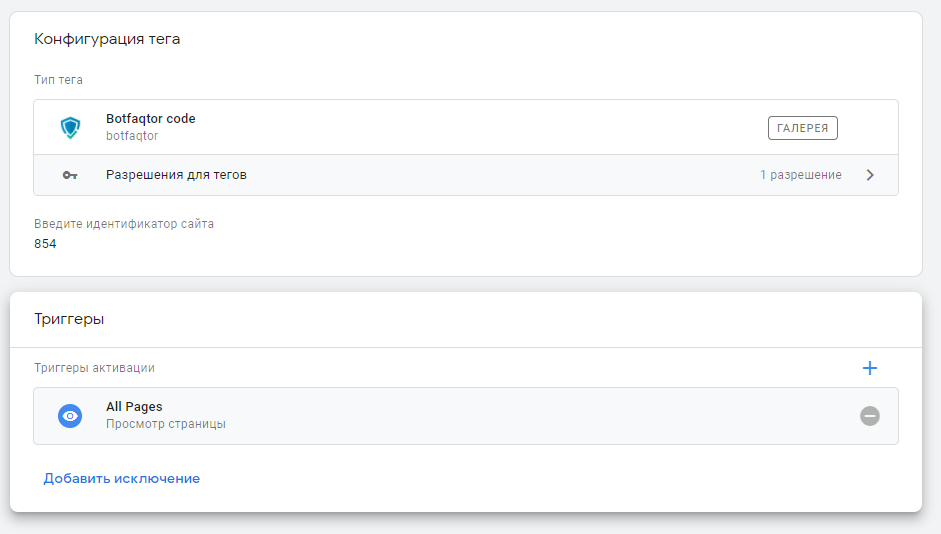 Конфигурация тега
Тип тега
Botfaqtor code
botfaqtor
ГАЛЕРЕЯ
Разрешения для тегов
1 разрешение
Введите идентификатор сайта
854
Триггеры
Триггеры активации
All Pages
Просмотр страницы
Добавить исключение